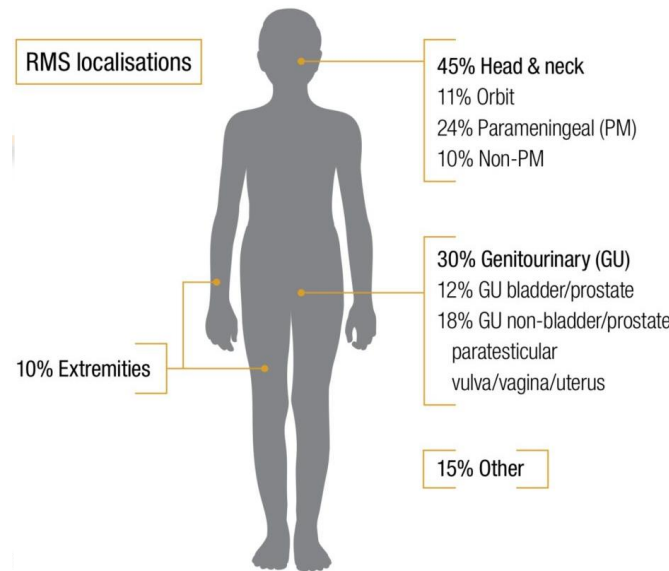 RMS localisations
45% Head & neck
11% Orbit
24% Parameningeal (PM)
10% Non-PM
30% Genitourinary (GU)
12% GU bladder/prostate
18% GU non-bladder/prostate
paratesticular
vulva/vagina/uterus
10% Extremities
15% Other